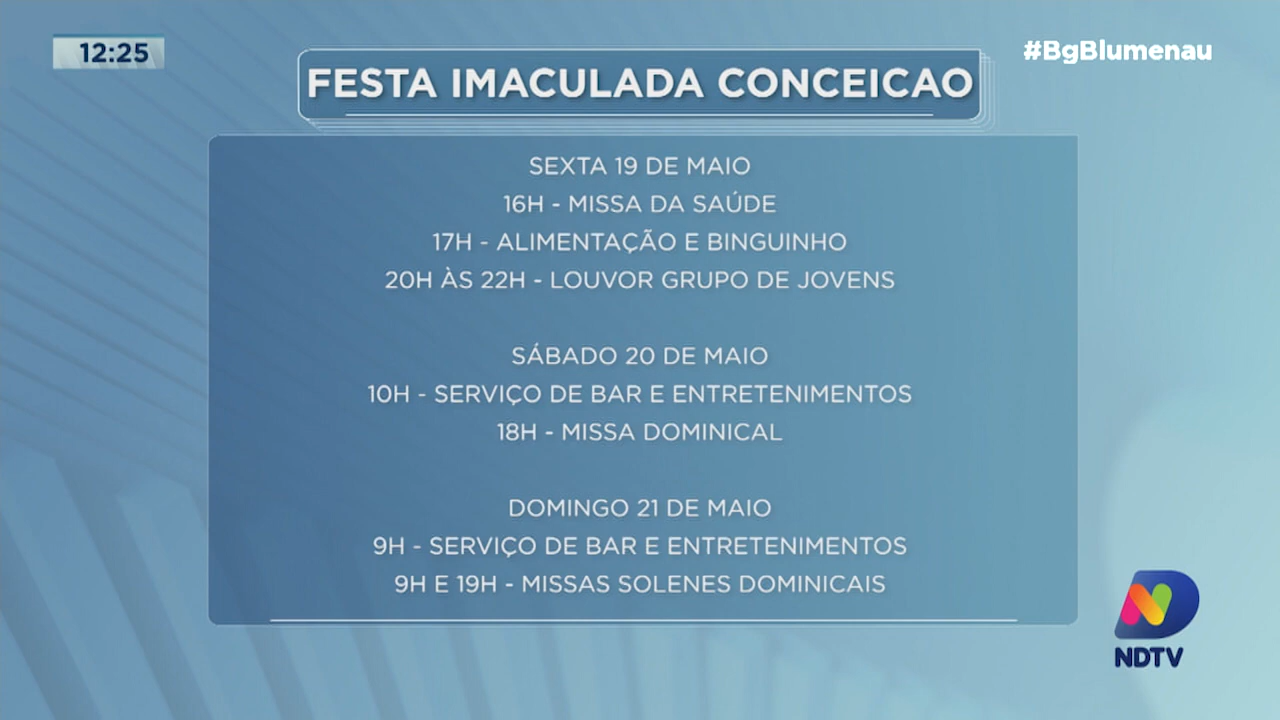 12:25
#BgBlumenau
FESTA IMACULADA CONCEICAO
SEXTA 19 DE MAIO
16H - MISSA DA SAÚDE
17H - ALIMENTAÇÃO E BINGUINHO
20H ÀS 22H - LOUVOR GRUPO DE JOVENS
SÁBADO 20 DE MAIO
10H - SERVIÇO DE BAR E ENTRETENIMENTOS
18H - MISSA DOMINICAL
DOMINGO 21 DE MAIO
9H - SERVIÇO DE BAR E ENTRETENIMENTOS
9H E 19H - MISSAS SOLENES DOMINICAIS
NDTV